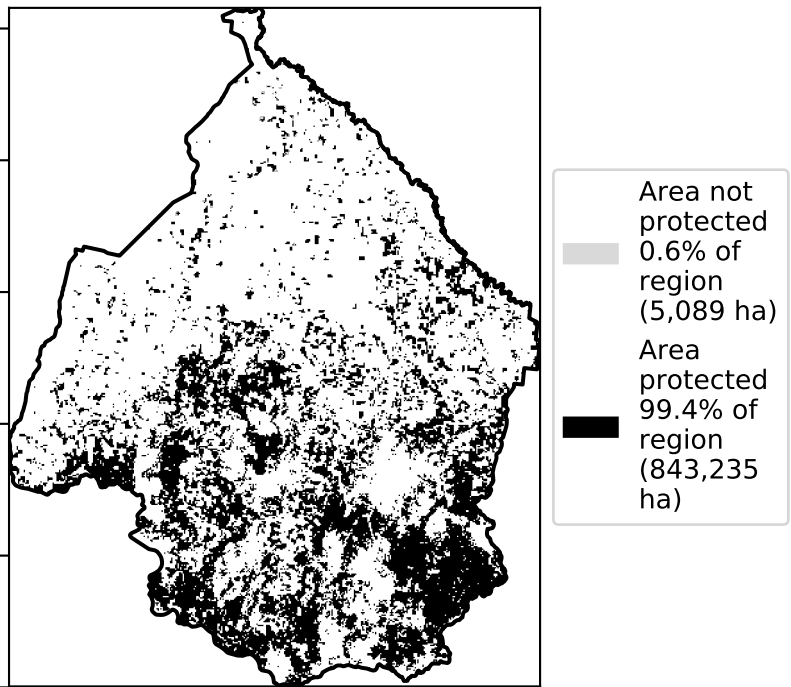 Area not
protected
0.6% of
region
(5,089 ha)
Area
protected
99.4% of
region
(843,235
ha)